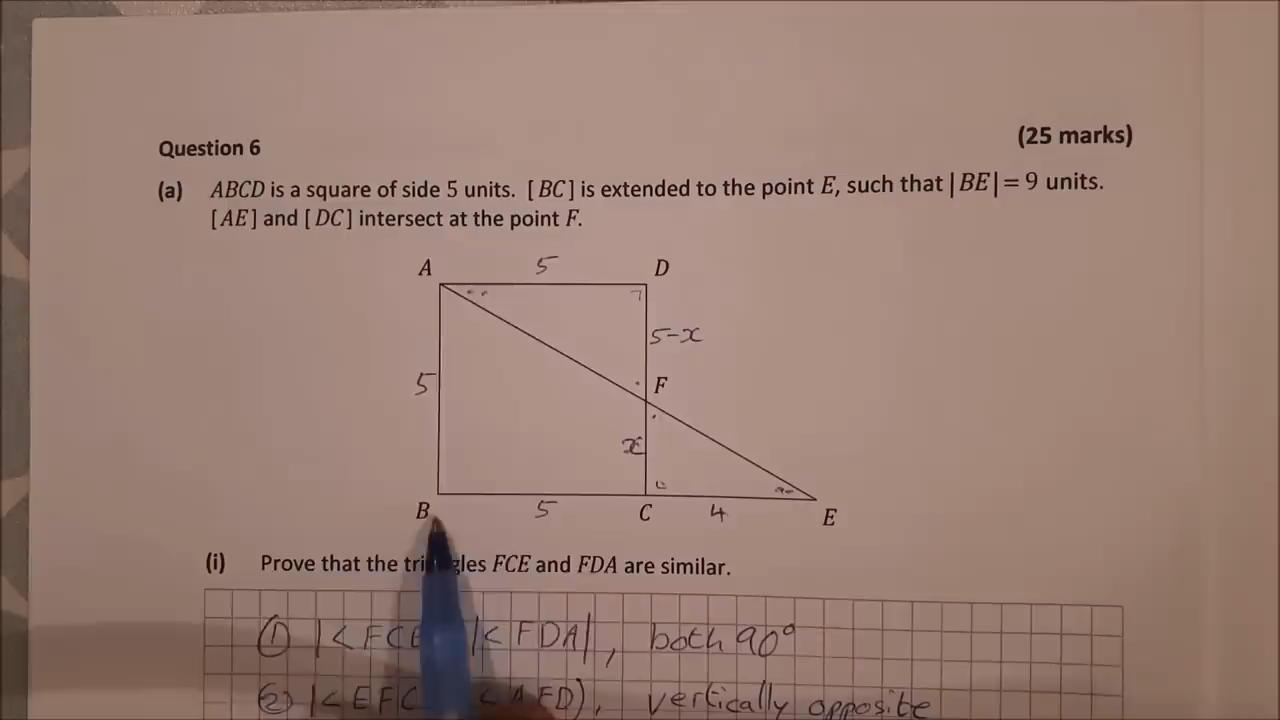 (25 marks)
Question 6
(a) ABCD is a square of side 5 units. [BC] is extended to the point E, such that |BE| = 9 units.
[AE] and [DC] intersect at the point F.
A 5 D
5-x
5 F
x
B 5 C 4 E
(i) Prove that the triangles FCE and FDA are similar.
① |<FCE |<FDA|, both 90°
② |<EFC <AFD), vertically opposite